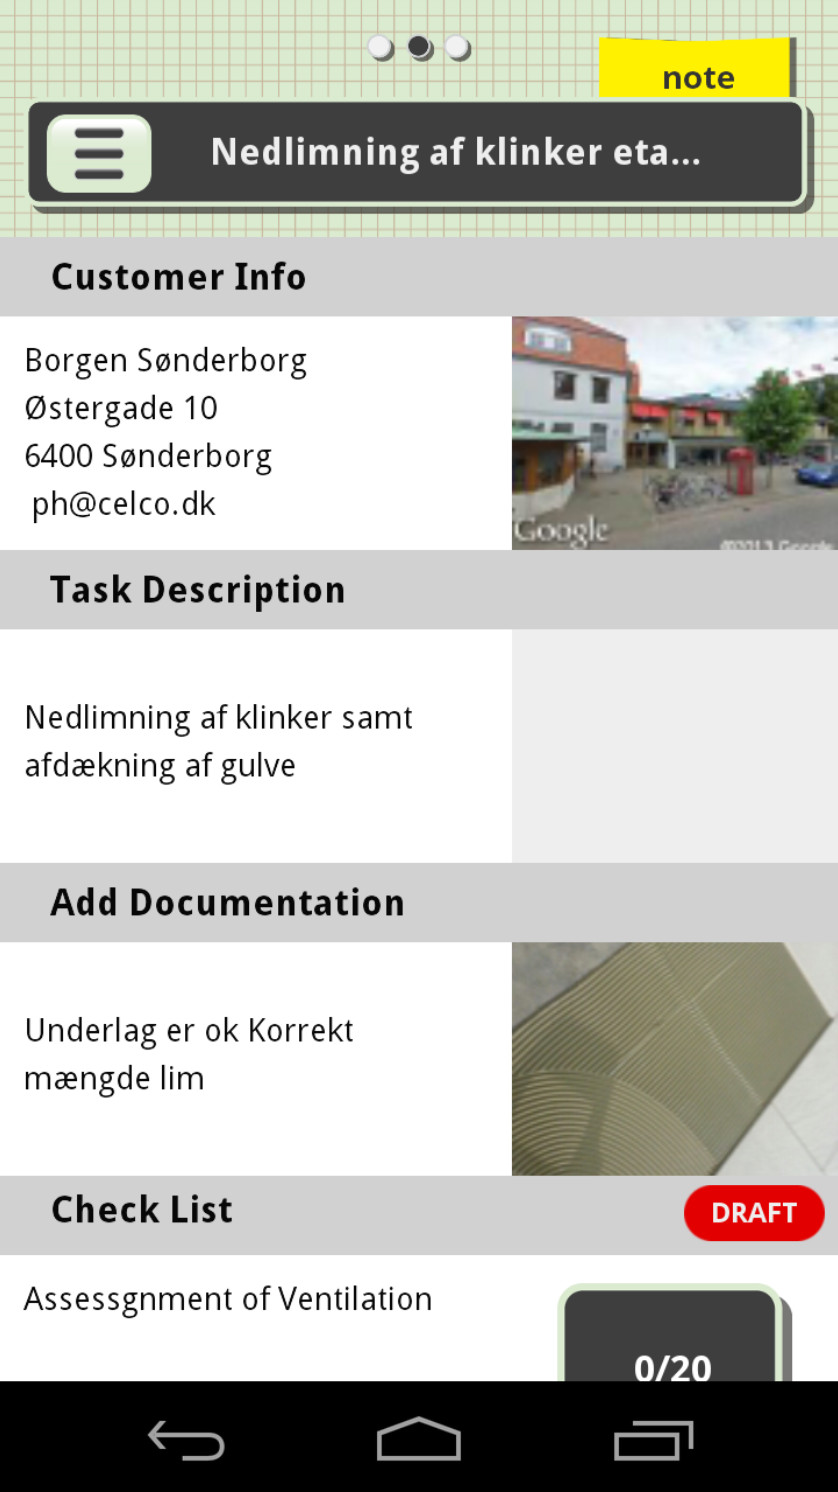 note
Nedlimning af klinker eta...
Customer Info
Borgen Sønderborg
Østergade 10
6400 Sønderborg
ph@celco.dk
Google
©2013 Google
Task Description
Nedlimning af klinker samt
afdækning af gulve
Add Documentation
Underlag er ok Korrekt
mængde lim
Check List
DRAFT
Assessgnment of Ventilation
0/20